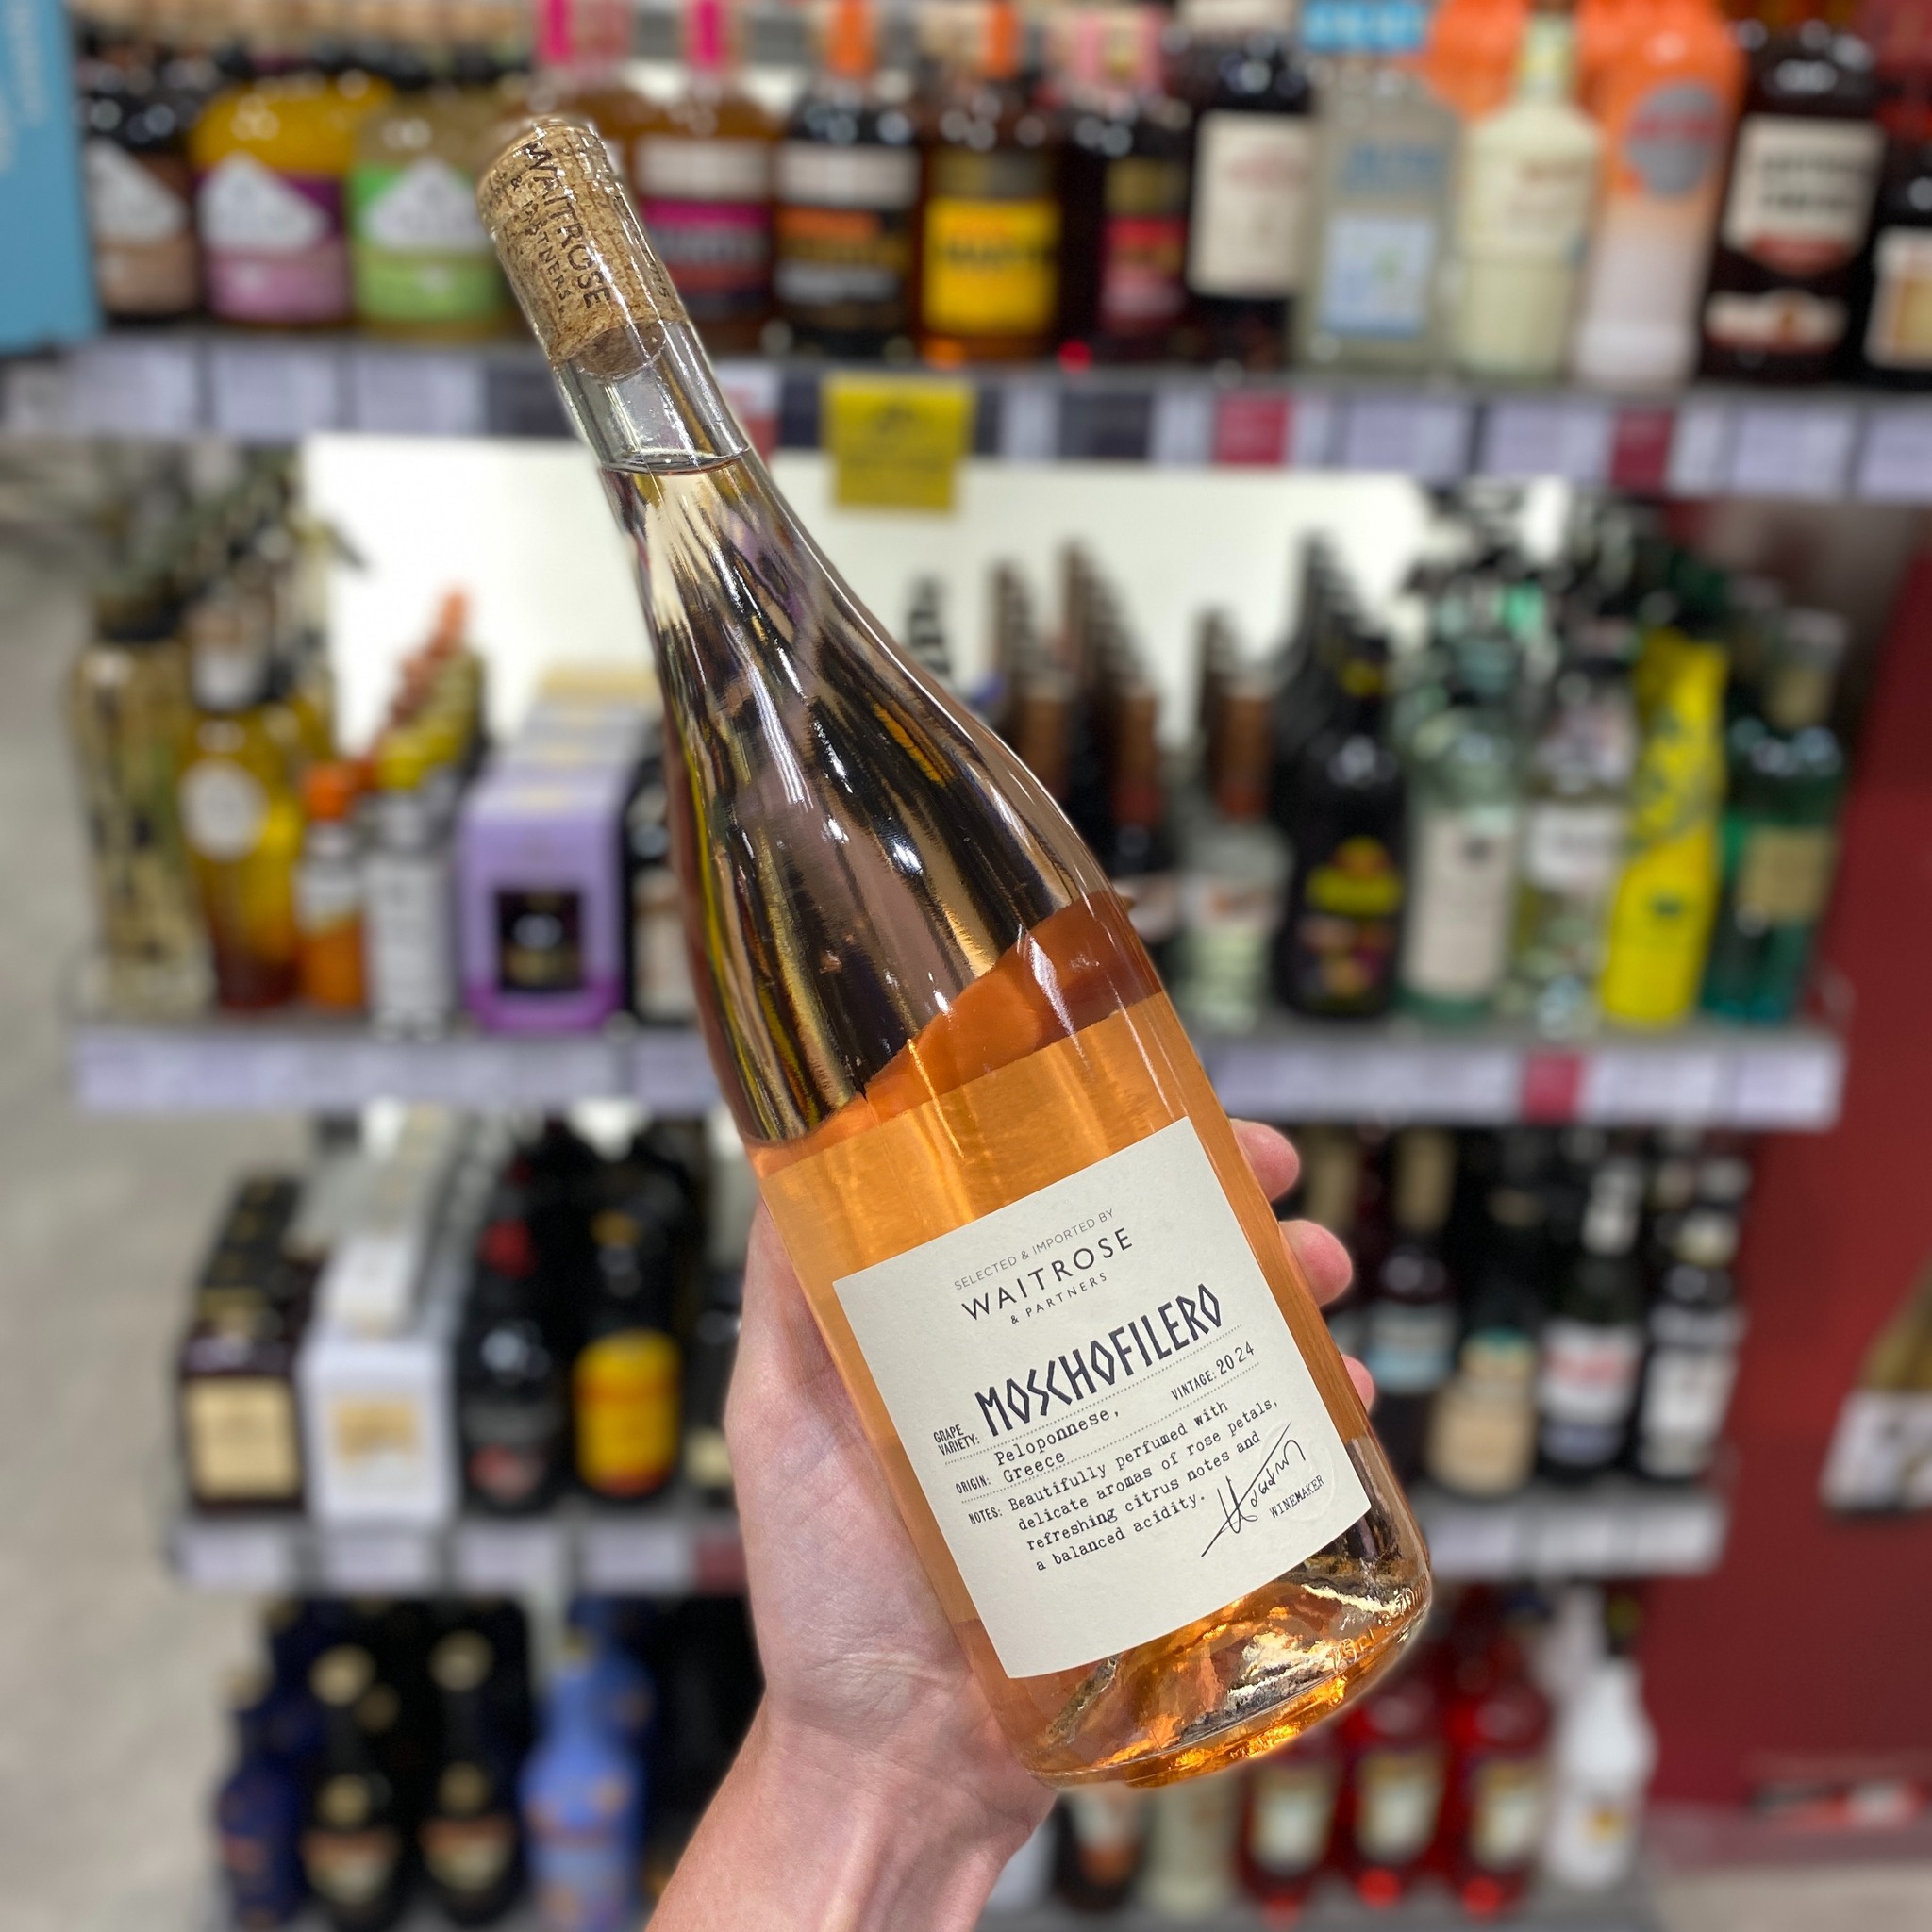 WAITROSE
& PARTNERS
SELECTED & IMPORTED BY
WAITROSE
& PARTNERS
GRAPE VARIETY: MOSCHOFILERO
VINTAGE: 2024
ORIGIN: Peloponnese,
Greece
NOTES: Beautifully perfumed with
delicate aromas of rose petals,
refreshing citrus notes and
a balanced acidity.
WINEMAKER
75cl